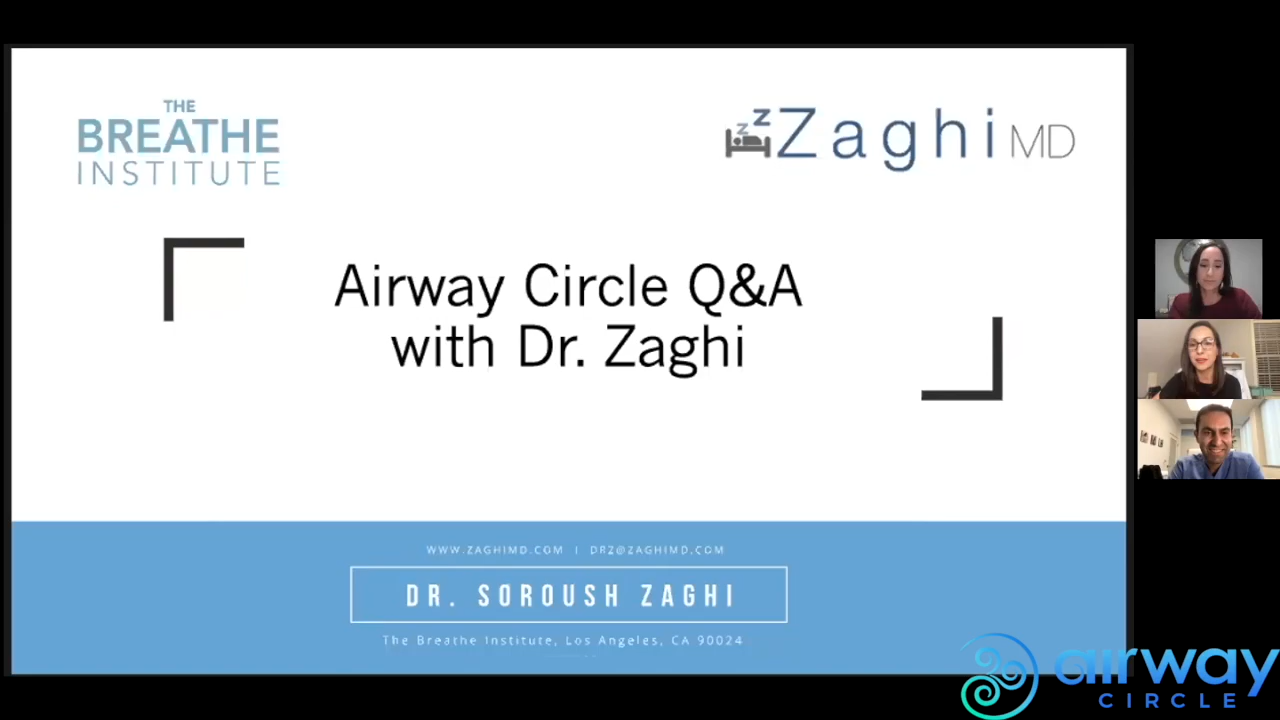 THE
BREATHE
INSTITUTE
zzZaghiMD
Airway Circle Q&A
with Dr. Zaghi
WWW.ZAGHIMD.COM | DRZ@ZAGHIMD.COM
DR. SOROUSH ZAGHI
The Breathe Institute, Los Angeles, CA 90024
airway
CIRCLE